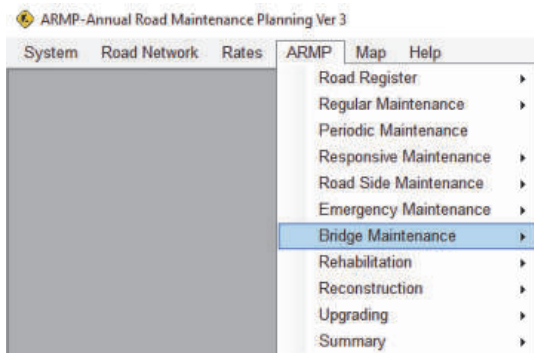 ARMP-Annual Road Maintenance Planning Ver 3
System Road Network Rates ARMP Map Help
Road Register
Regular Maintenance
Periodic Maintenance
Responsive Maintenance
Road Side Maintenance
Emergency Maintenance
Bridge Maintenance
Rehabilitation
Reconstruction
Upgrading
Summary